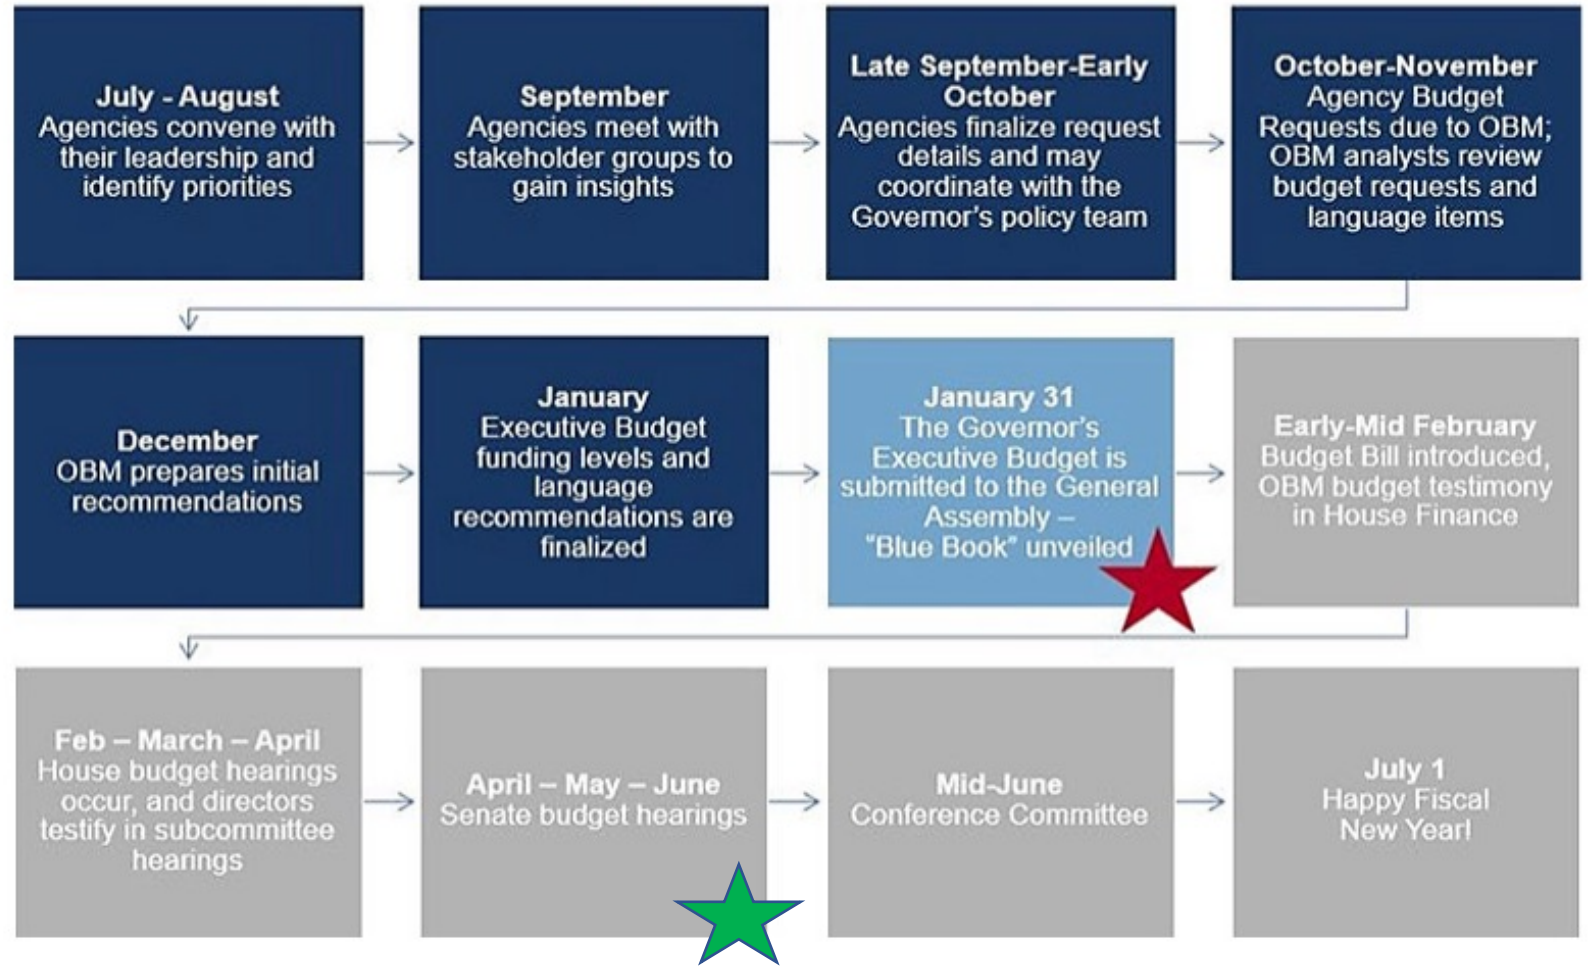 July - August
Agencies convene with
their leadership and
identify priorities
September
Agencies meet with
stakeholder groups to
gain insights
Late September-Early
October
Agencies finalize request
details and may
coordinate with the
Governor's policy team
October-November
Agency Budget
Requests due to OBM;
OBM analysts review
budget requests and
language items
December
OBM prepares initial
recommendations
January
Executive Budget
funding levels and
language
recommendations are
finalized
January 31
The Governor's
Executive Budget is
submitted to the General
Assembly –
"Blue Book" unveiled
Early-Mid February
Budget Bill introduced,
OBM budget testimony
in House Finance
Feb – March – April
House budget hearings
occur, and directors
testify in subcommittee
hearings
April – May – June
Senate budget hearings
Mid-June
Conference Committee
July 1
Happy Fiscal
New Year!